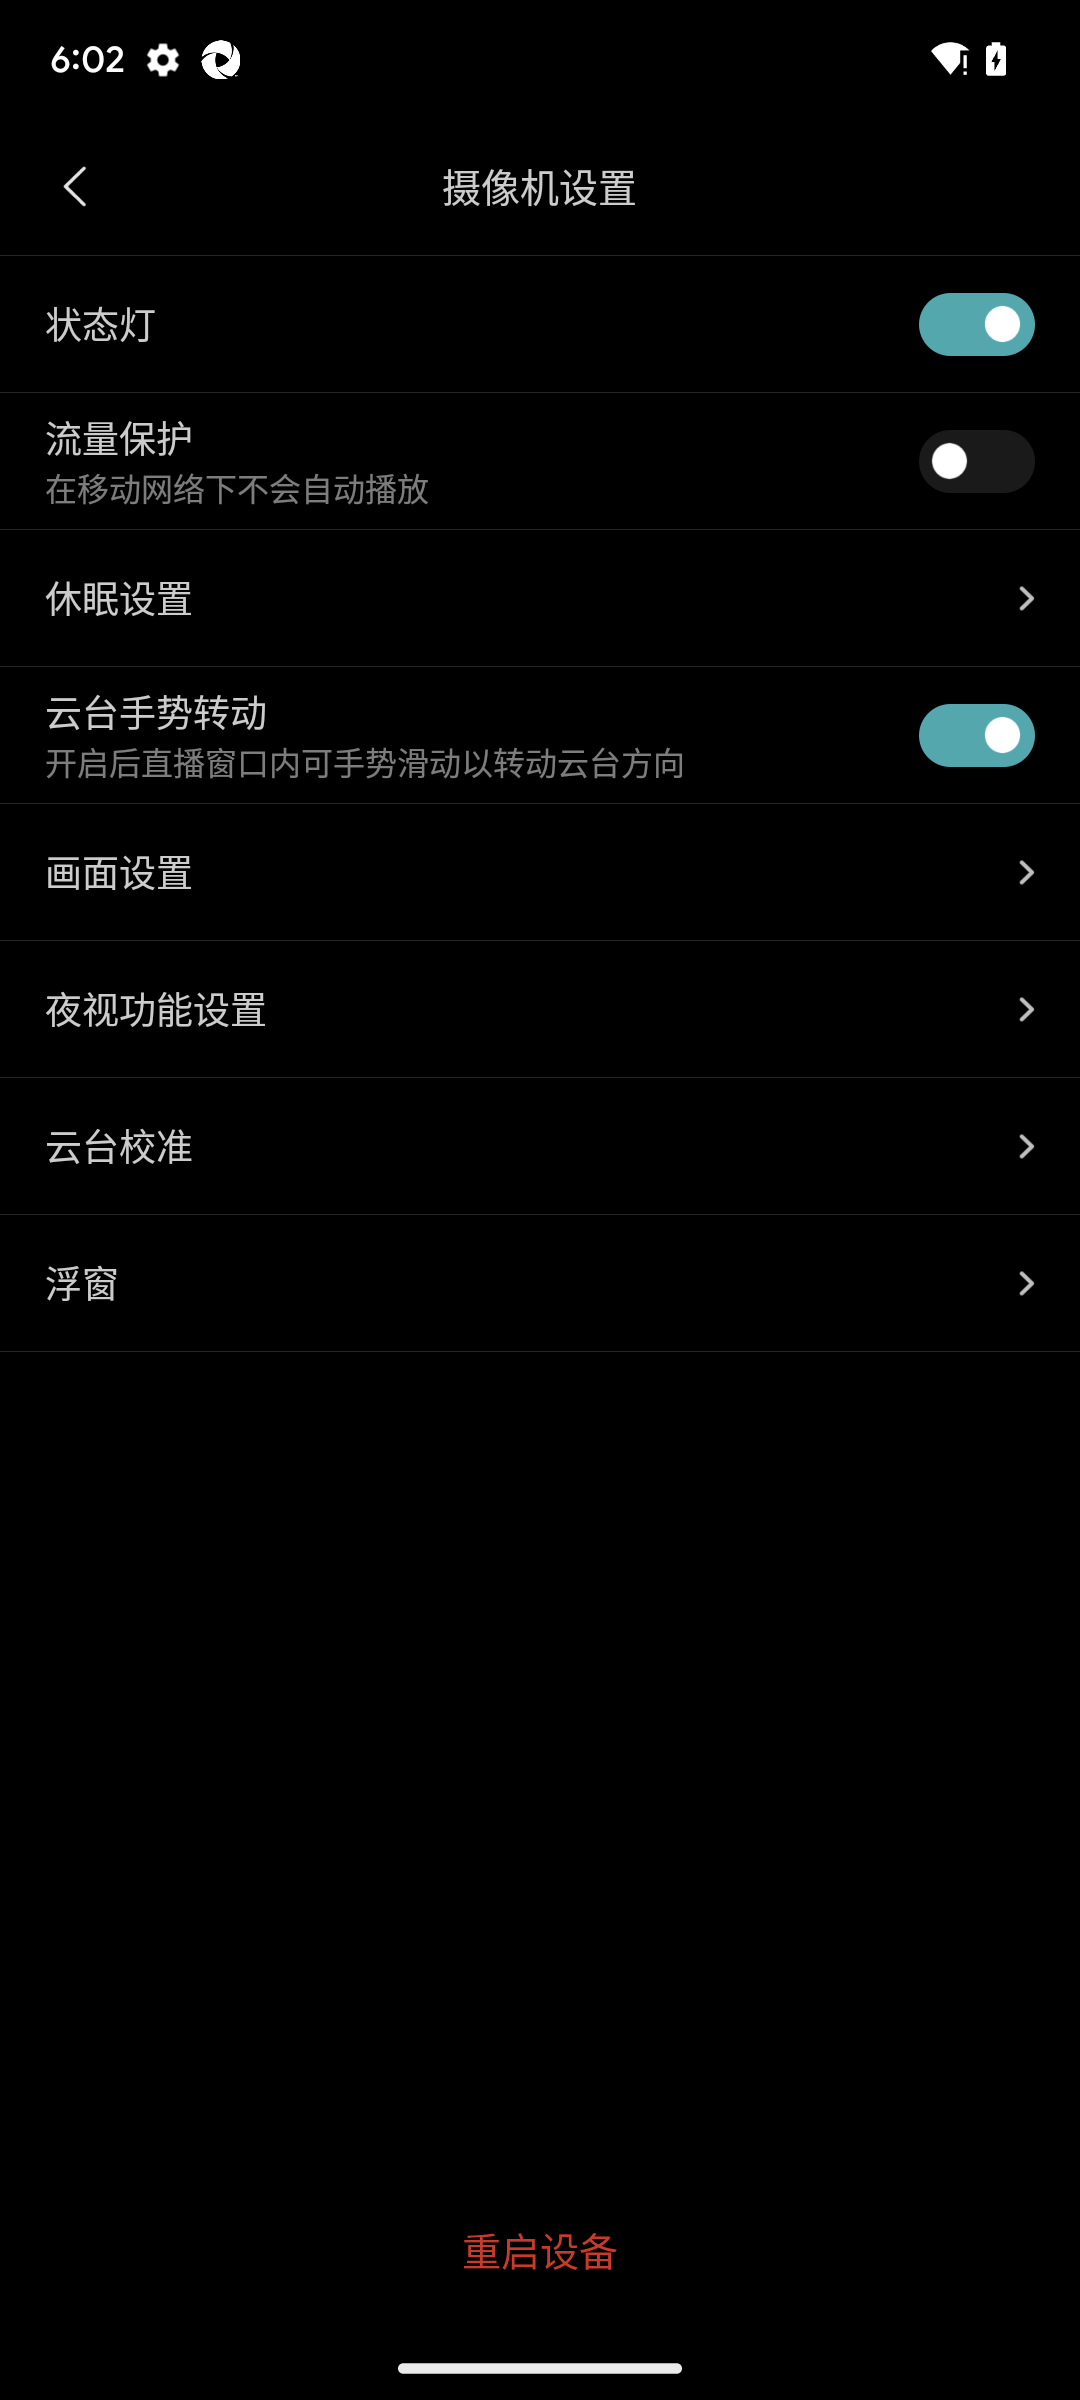 6:02
摄像机设置
状态灯
流量保护
在移动网络下不会自动播放
休眠设置
云台手势转动
开启后直播窗口内可手势滑动以转动云台方向
画面设置
夜视功能设置
云台校准
浮窗
重启设备